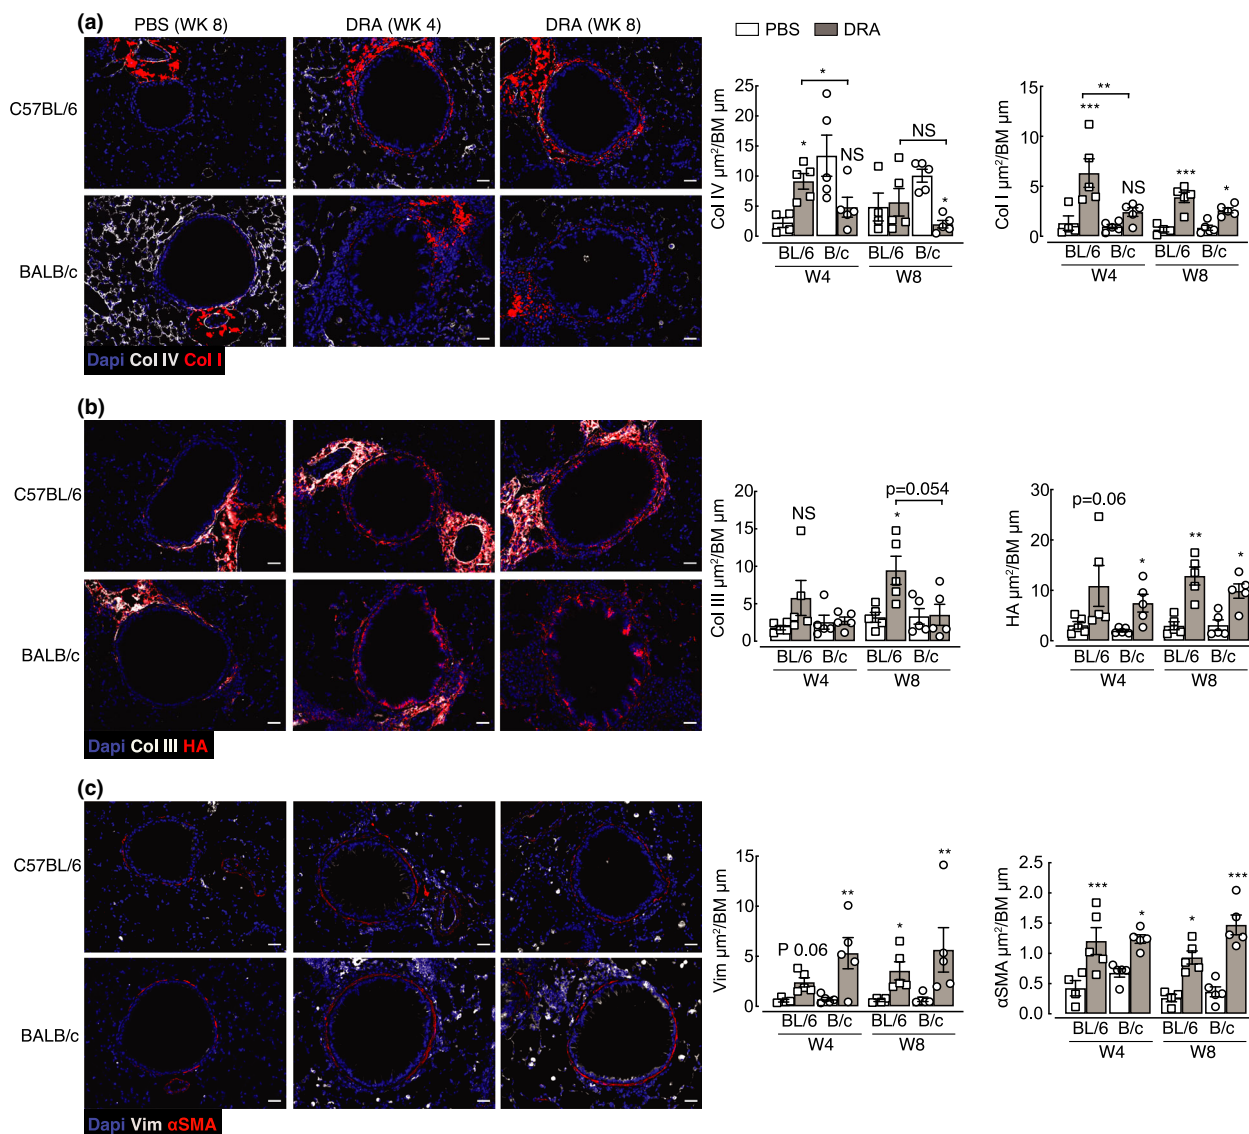 (a)
PBS (WK 8) DRA (WK 4) DRA (WK 8)
C57BL/6
BALB/c
Dapi Col IV Col I
PBS DRA
Col IV µm²/BM µm
25
20
15
10
5
0
*
*
NS
NS
*
BL/6 B/c BL/6 B/c
W4 W8
Col I µm²/BM µm
15
10
5
0
**
***
NS
***
*
BL/6 B/c BL/6 B/c
W4 W8
(b)
C57BL/6
BALB/c
Dapi Col III HA
Col III µm²/BM µm
20
15
10
5
0
NS
p=0.054
*
BL/6 B/c BL/6 B/c
W4 W8
HA µm²/BM µm
30
20
10
0
p=0.06
*
**
*
BL/6 B/c BL/6 B/c
W4 W8
(c)
C57BL/6
BALB/c
Dapi Vim αSMA
Vim µm²/BM µm
15
10
5
0
P 0.06
**
*
**
BL/6 B/c BL/6 B/c
W4 W8
αSMA µm²/BM µm
2.5
2.0
1.5
1.0
0.5
0.0
***
*
*
***
BL/6 B/c BL/6 B/c
W4 W8